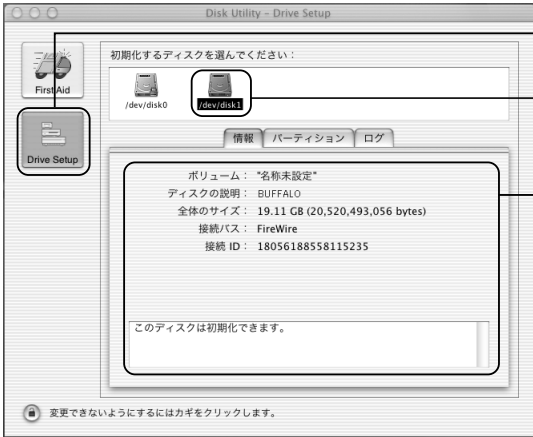 Disk Utility - Drive Setup
First Aid
Drive Setup
初期化するディスクを選んでください：
/dev/disk0
/dev/disk1
情報
パーティション
ログ
ボリューム： "名称未設定"
ディスクの説明： BUFFALO
全体のサイズ： 19.11 GB (20,520,493,056 bytes)
接続バス： FireWire
接続 ID： 18056188558115235
このディスクは初期化できます。
変更できないようにするにはカギをクリックします。